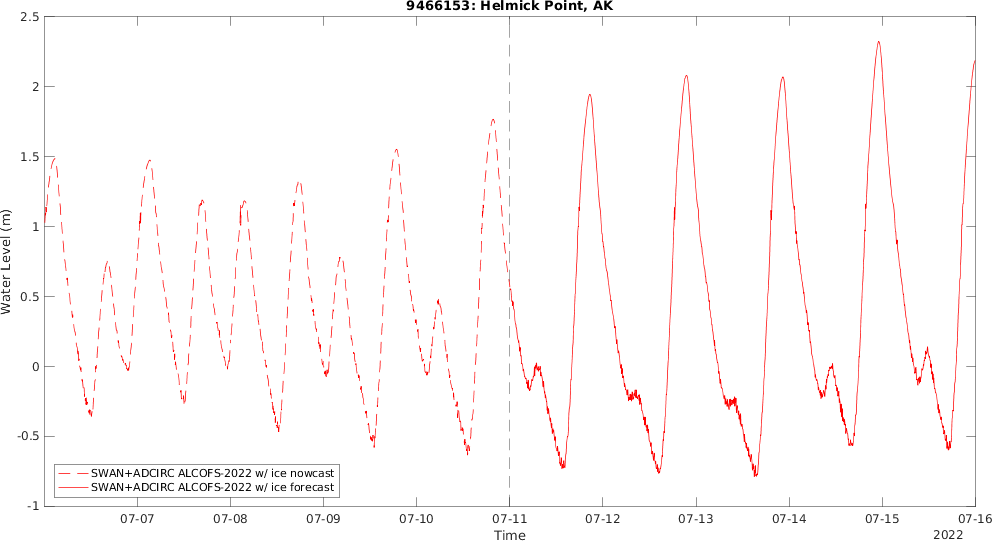 9466153: Helmick Point, AK
2.5
2
1.5
1
0.5
0
-0.5
-1
Water Level (m)
SWAN+ADCIRC ALCOFS-2022 w/ ice nowcast
SWAN+ADCIRC ALCOFS-2022 w/ ice forecast
07-07 07-08 07-09 07-10 07-11 07-12 07-13 07-14 07-15 07-16
Time
2022